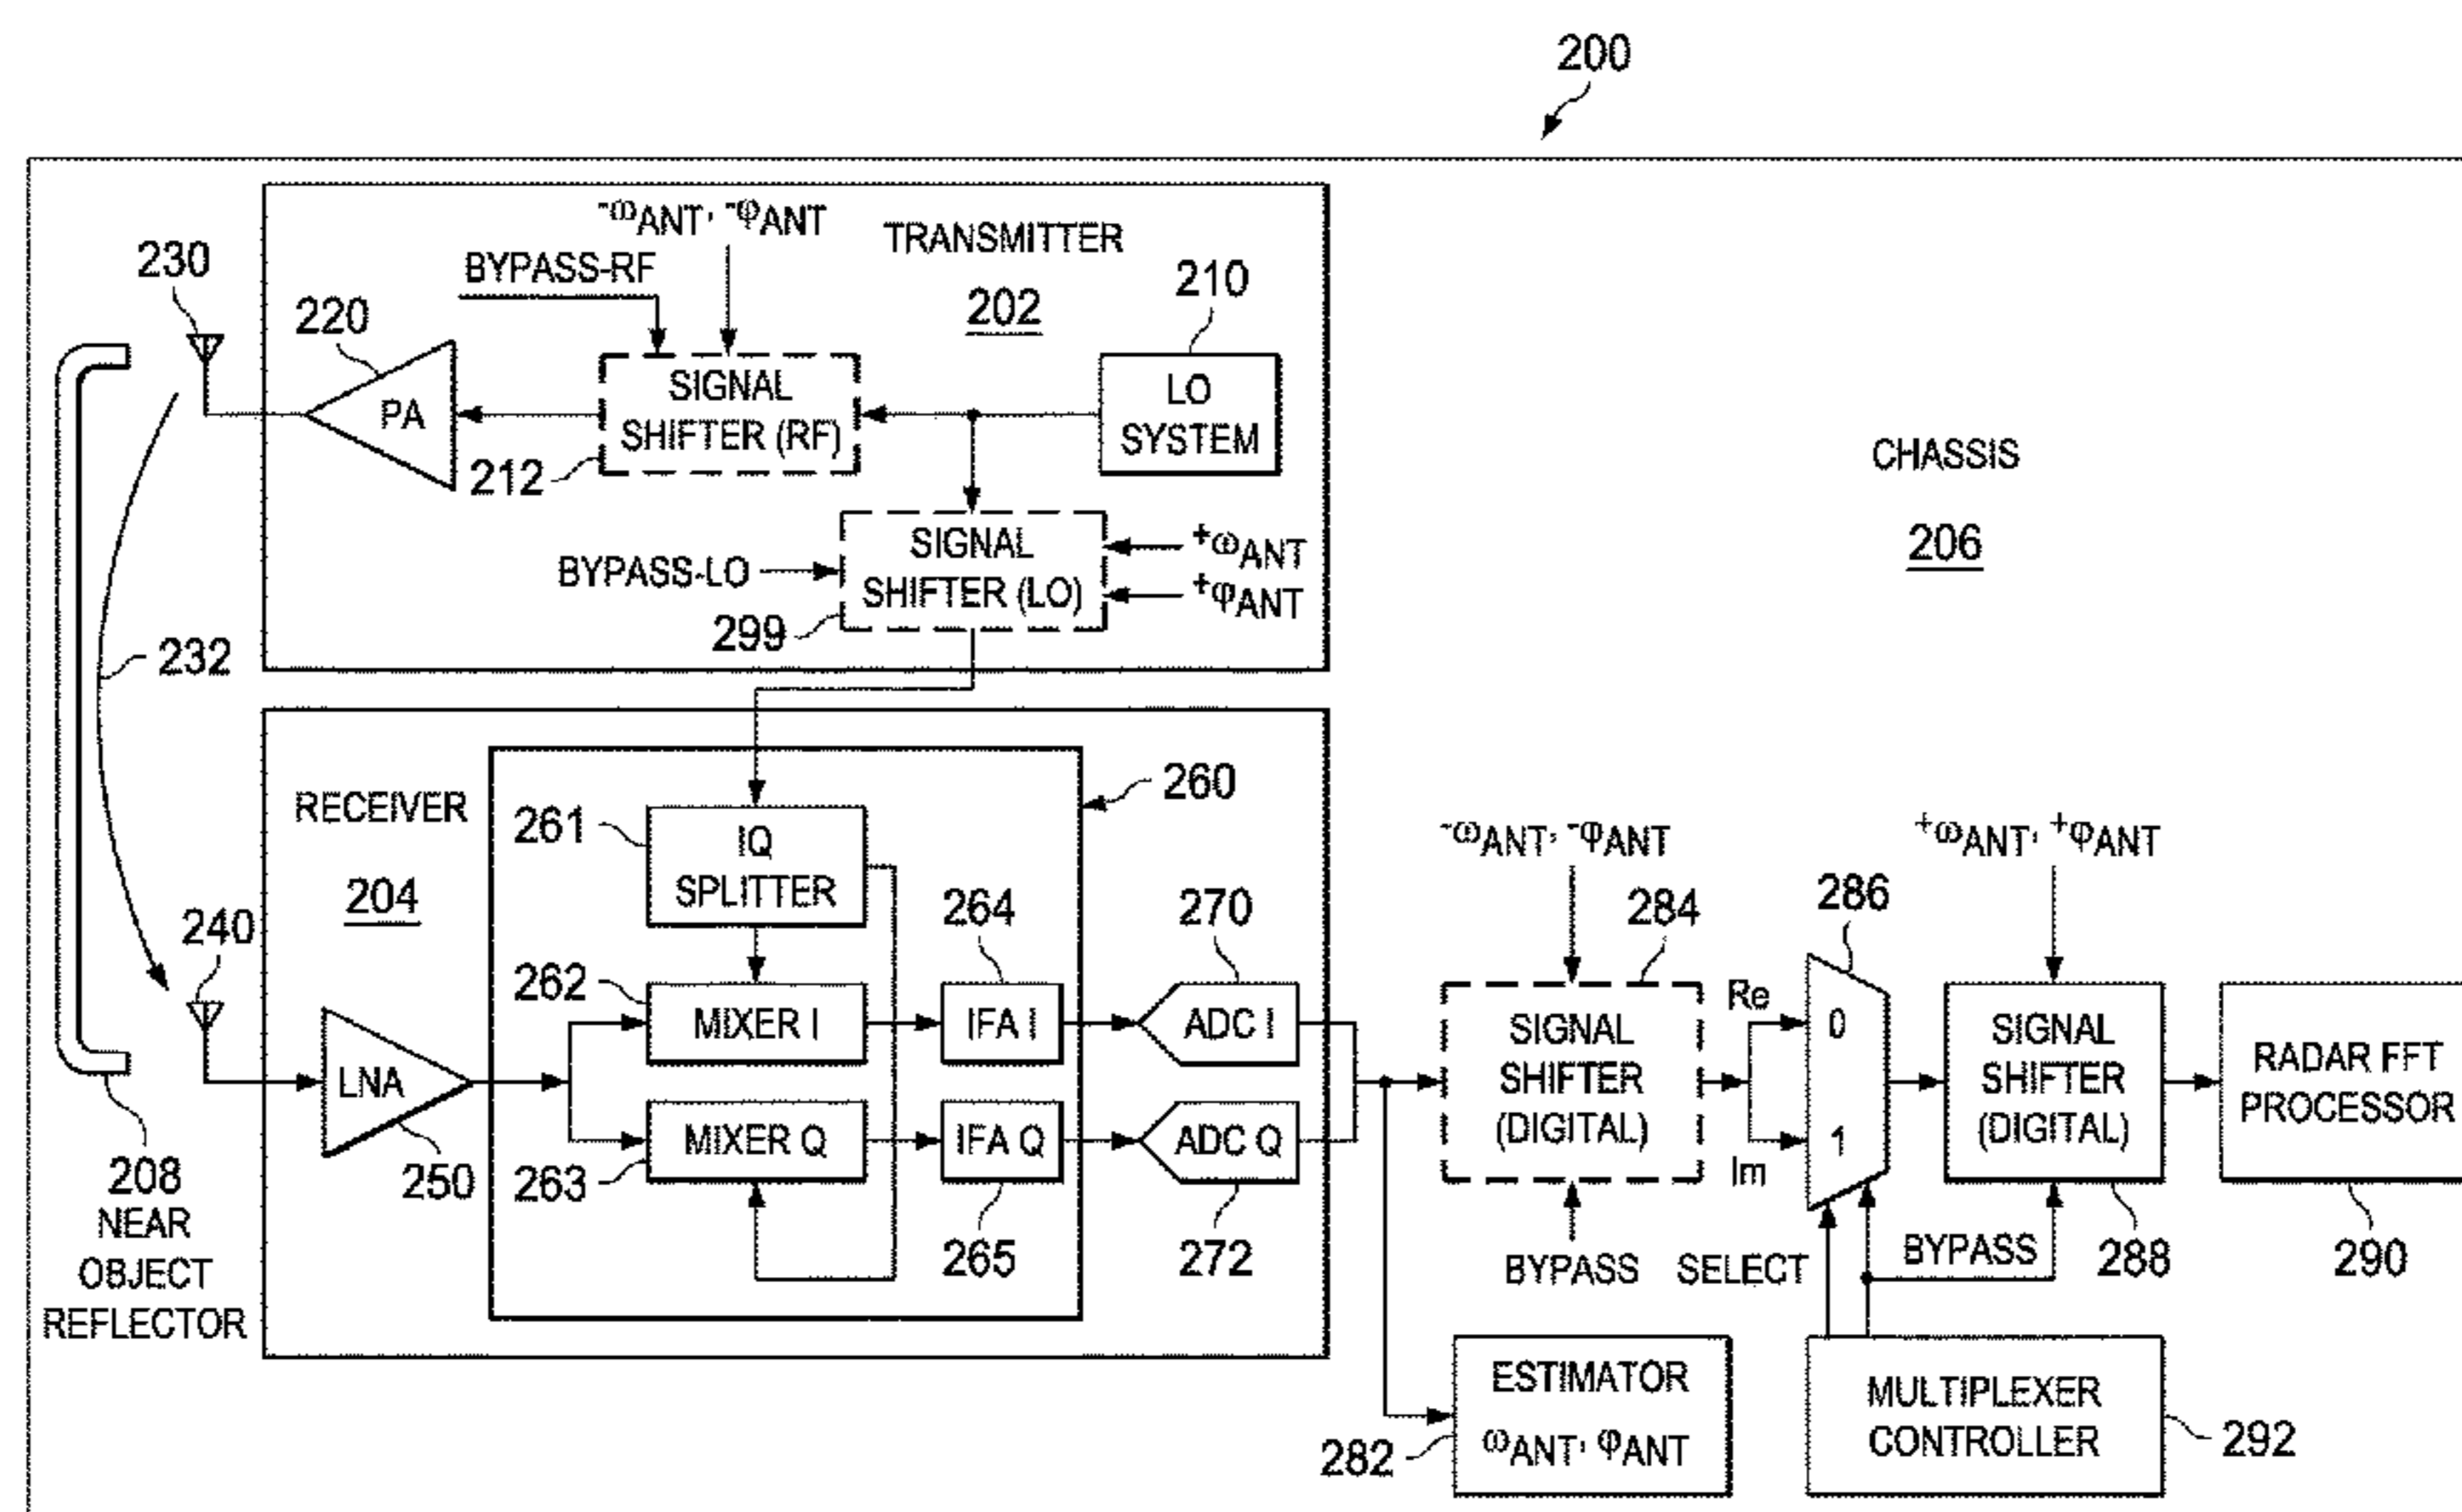 200
-ωANT, -φANT
TRANSMITTER
202
BYPASS-RF
230
220
210
PA
SIGNAL
SHIFTER (RF)
212
LO
SYSTEM
CHASSIS
206
SIGNAL
SHIFTER (LO)
BYPASS-LO
+ωANT
+φANT
299
232
RECEIVER
204
260
261
IQ
SPLITTER
240
262
MIXER I
264
IFA I
270
ADC I
LNA
250
263
MIXER Q
IFA Q
265
ADC Q
272
208
NEAR
OBJECT
REFLECTOR
-ωANT, -φANT
284
SIGNAL
SHIFTER
(DIGITAL)
BYPASS
Re
Im
286
0
1
SELECT
+ωANT, +φANT
SIGNAL
SHIFTER
(DIGITAL)
BYPASS
288
RADAR FFT
PROCESSOR
290
ESTIMATOR
ωANT, φANT
282
MULTIPLEXER
CONTROLLER
292